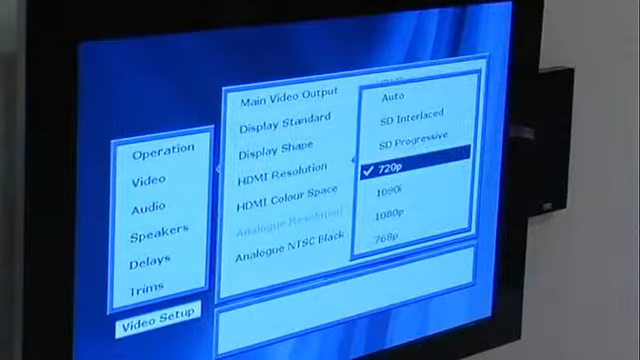 Operation
Video
Audio
Speakers
Delays
Trims
Video Setup
Main Video Output
Display Standard
Display Shape
HDMI Resolution
HDMI Colour Space
Analogue Resolution
Analogue NTSC Black
Auto
SD Interlaced
SD Progressive
✓ 720p
1080i
1080p
768p